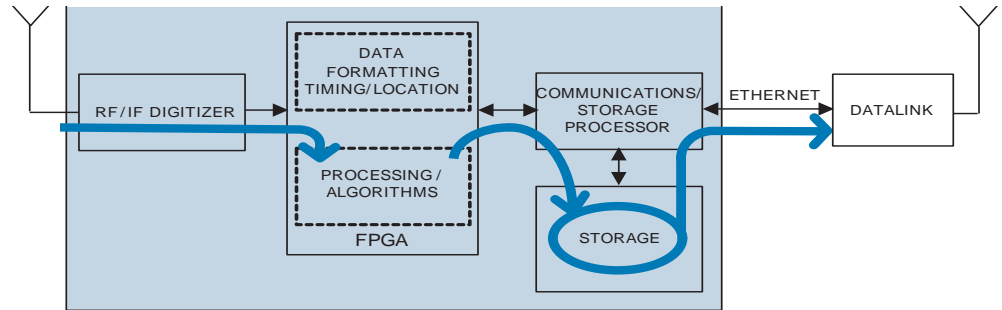 RF/IF DIGITIZER
DATA
FORMATTING
TIMING/LOCATION
PROCESSING /
ALGORITHMS
FPGA
COMMUNICATIONS/
STORAGE
PROCESSOR
STORAGE
ETHERNET
DATALINK